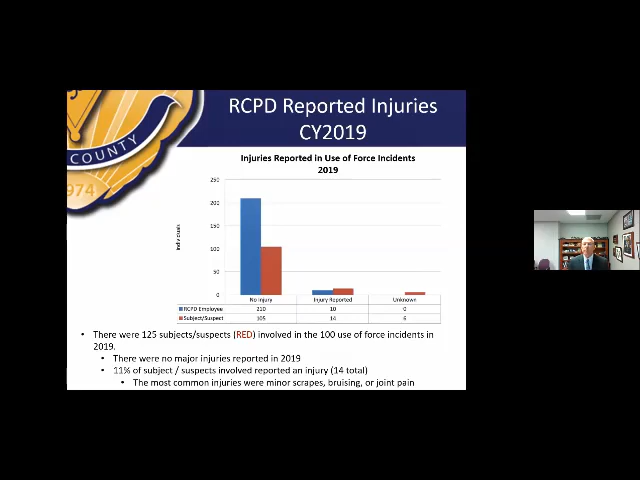 COUNTY
1974
RCPD Reported Injuries
CY2019
Injuries Reported in Use of Force Incidents
2019
Individuals
250
200
150
100
50
0
No Injury Injury Reported Unknown
RCPD Employee 210 10 0
Subject/Suspect 105 14 6
• There were 125 subjects/suspects (RED) involved in the 100 use of force incidents in
2019.
• There were no major injuries reported in 2019
• 11% of subject / suspects involved reported an injury (14 total)
• The most common injuries were minor scrapes, bruising, or joint pain